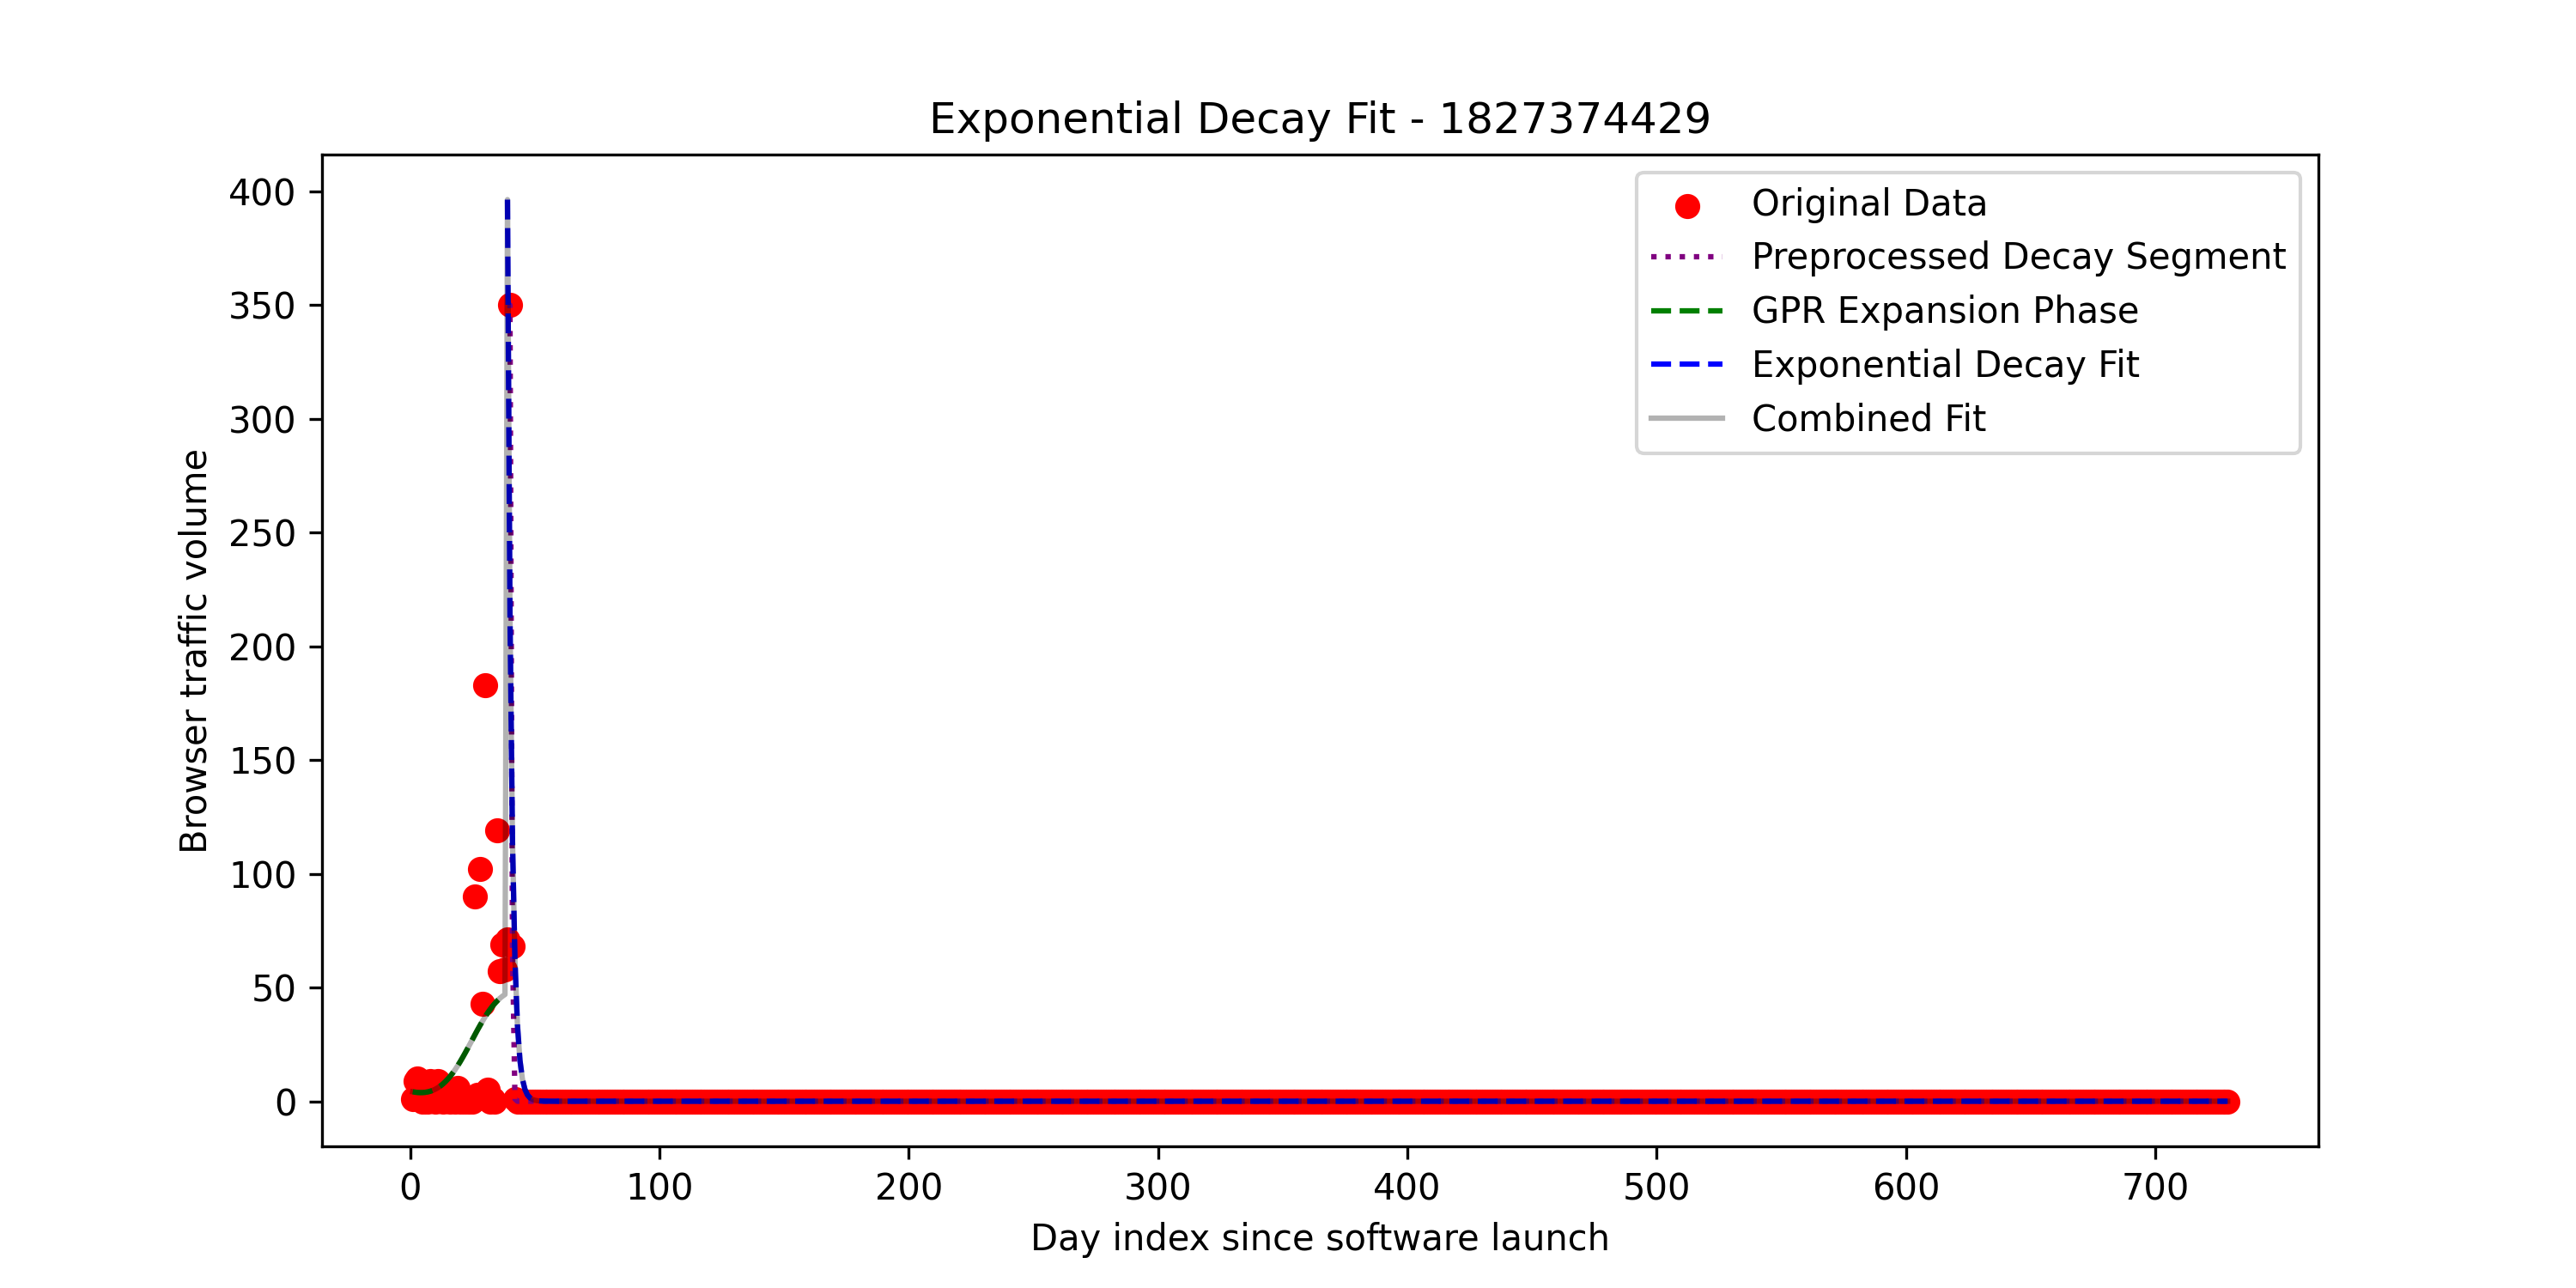 Exponential Decay Fit - 1827374429
Original Data
Preprocessed Decay Segment
GPR Expansion Phase
Exponential Decay Fit
Combined Fit
Browser traffic volume
400
350
300
250
200
150
100
50
0
0 100 200 300 400 500 600 700
Day index since software launch